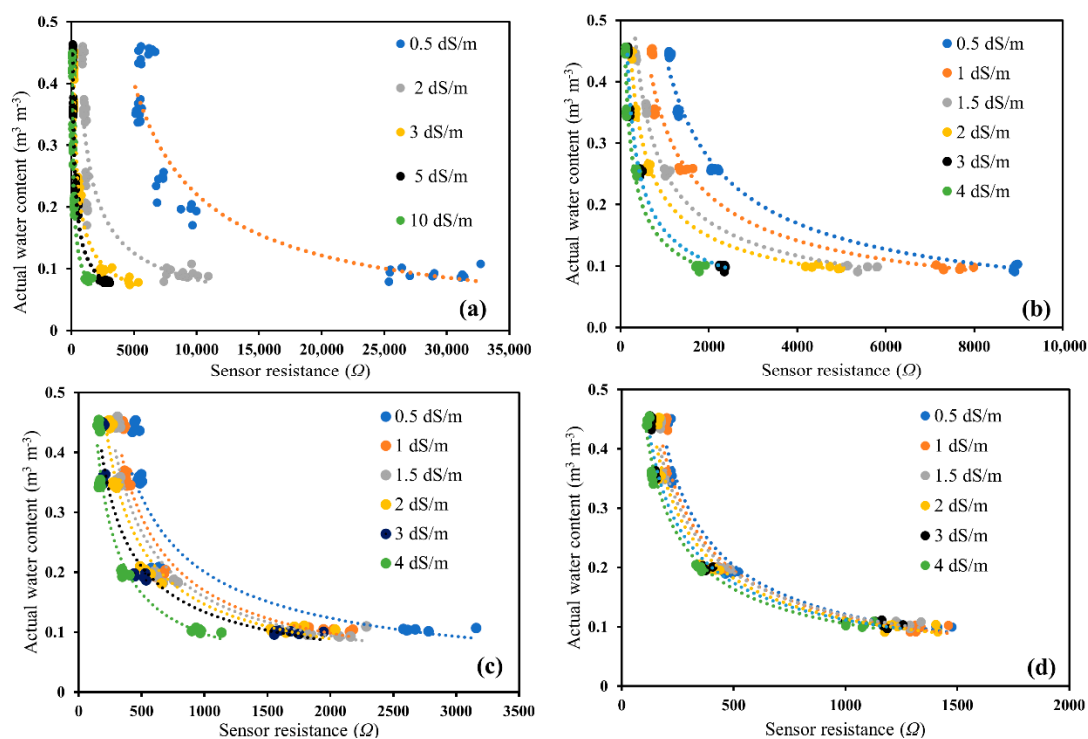 Actual water content (m³ m⁻³)
0.5
0.4
0.3
0.2
0.1
0
0.5 dS/m
2 dS/m
3 dS/m
5 dS/m
10 dS/m
(a)
0 5000 10,000 15,000 20,000 25,000 30,000 35,000
Sensor resistance (Ω)
Actual water content (m³ m⁻³)
0.5
0.4
0.3
0.2
0.1
0.0
0.5 dS/m
1 dS/m
1.5 dS/m
2 dS/m
3 dS/m
4 dS/m
(b)
0 2000 4000 6000 8000 10,000
Sensor resistance (Ω)
Actual water content (m³ m⁻³)
0.5
0.4
0.3
0.2
0.1
0
0.5 dS/m
1 dS/m
1.5 dS/m
2 dS/m
3 dS/m
4 dS/m
(c)
0 500 1000 1500 2000 2500 3000 3500
Sensor resistance (Ω)
Actual water content (m³ m⁻³)
0.5
0.4
0.3
0.2
0.1
0
0.5 dS/m
1 dS/m
1.5 dS/m
2 dS/m
3 dS/m
4 dS/m
(d)
0 500 1000 1500 2000
Sensor resistance (Ω)